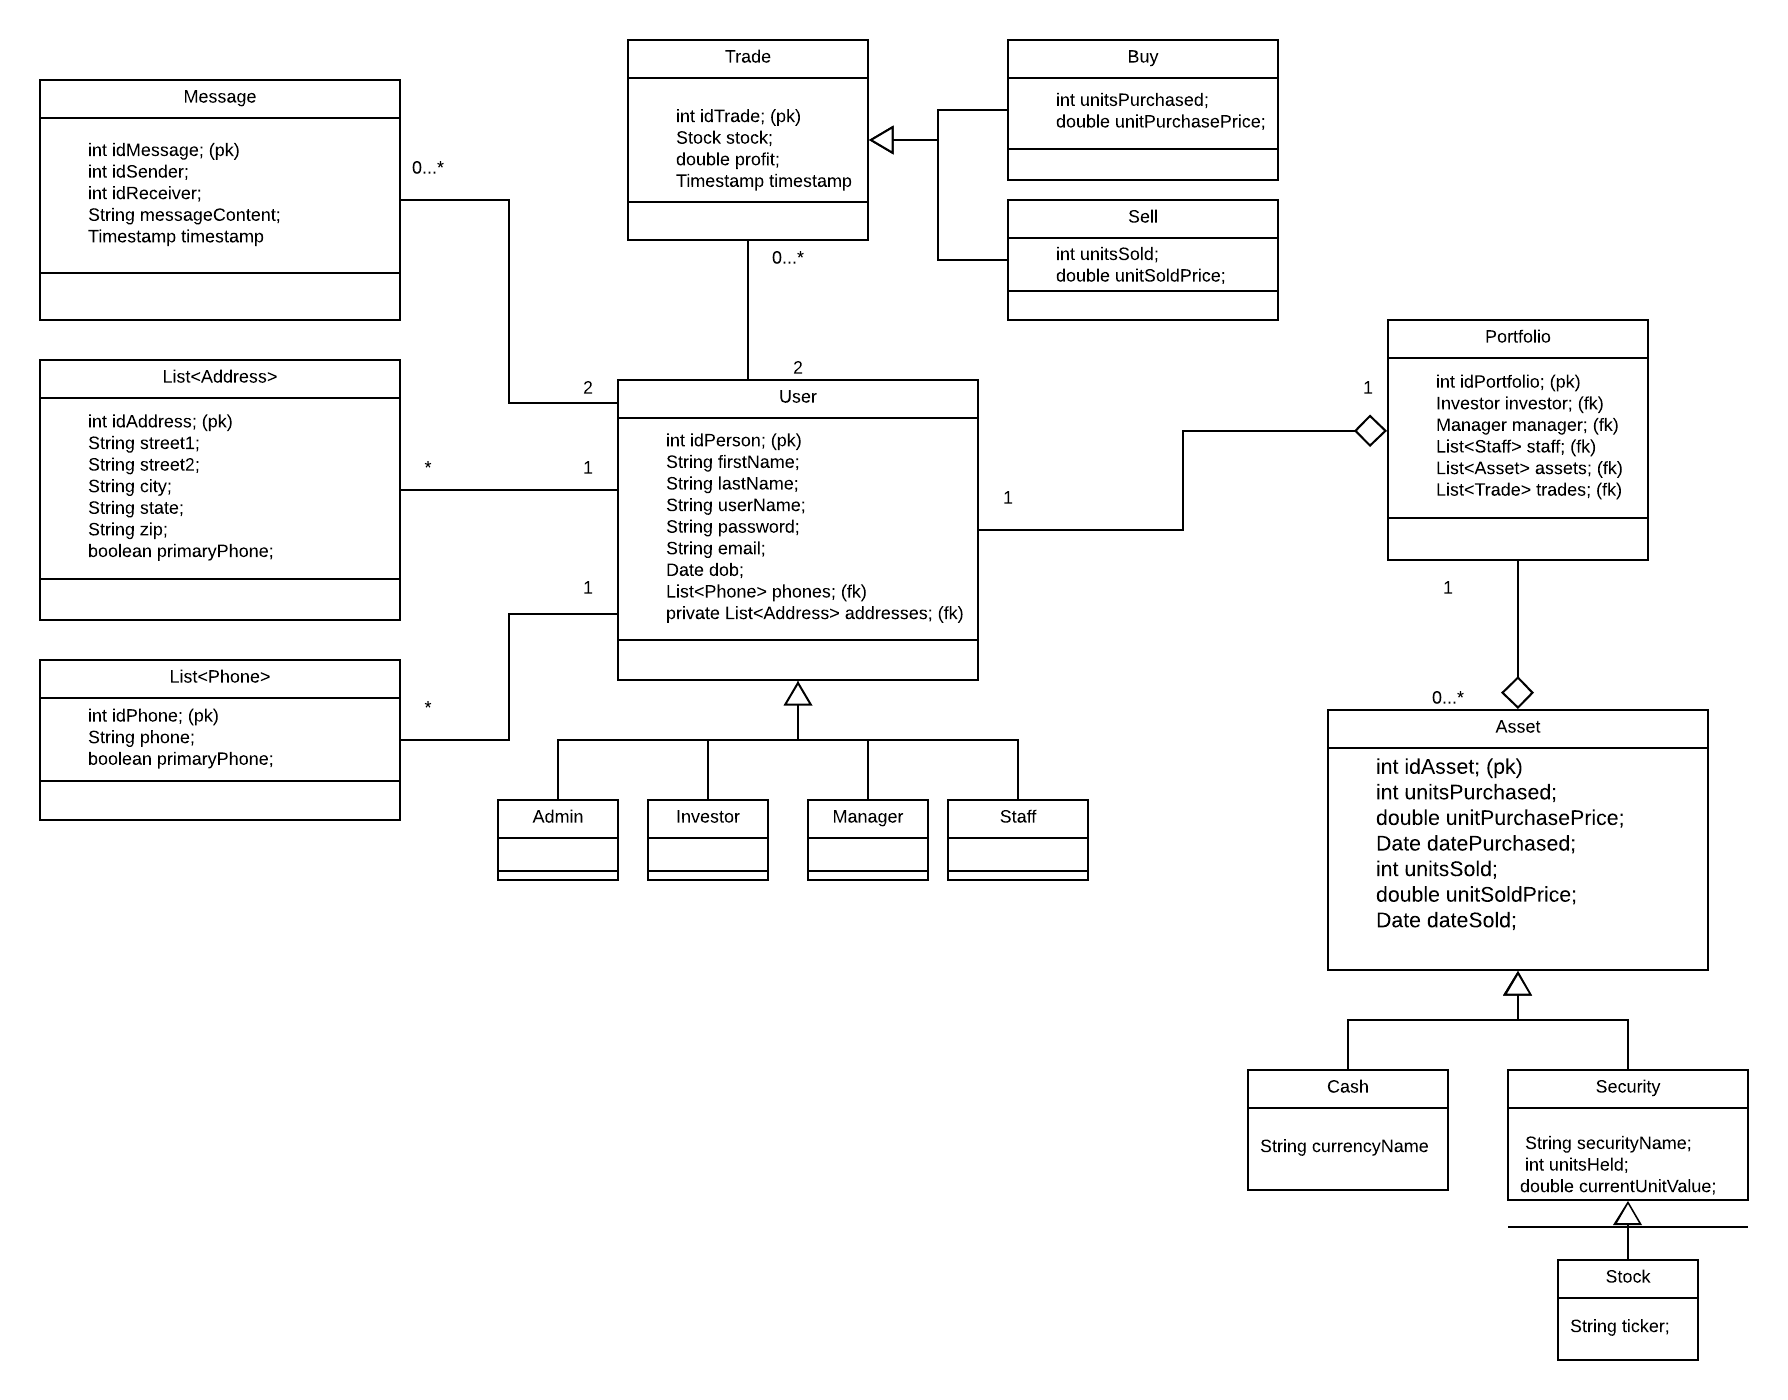 Message
int idMessage; (pk)
int idSender;
int idReceiver;
String messageContent;
Timestamp timestamp
0...*
Trade
int idTrade; (pk)
Stock stock;
double profit;
Timestamp timestamp
0...*
2
Buy
int unitsPurchased;
double unitPurchasePrice;
Sell
int unitsSold;
double unitSoldPrice;
List<Address>
int idAddress; (pk)
String street1;
String street2;
String city;
String state;
String zip;
boolean primaryPhone;
*
List<Phone>
int idPhone; (pk)
String phone;
boolean primaryPhone;
*
2
1
1
User
int idPerson; (pk)
String firstName;
String lastName;
String userName;
String password;
String email;
Date dob;
List<Phone> phones; (fk)
private List<Address> addresses; (fk)
1
1
Admin
Investor
Manager
Staff
Portfolio
int idPortfolio; (pk)
Investor investor; (fk)
Manager manager; (fk)
List<Staff> staff; (fk)
List<Asset> assets; (fk)
List<Trade> trades; (fk)
1
0...*
Asset
int idAsset; (pk)
int unitsPurchased;
double unitPurchasePrice;
Date datePurchased;
int unitsSold;
double unitSoldPrice;
Date dateSold;
Cash
String currencyName
Security
String securityName;
int unitsHeld;
double currentUnitValue;
Stock
String ticker;